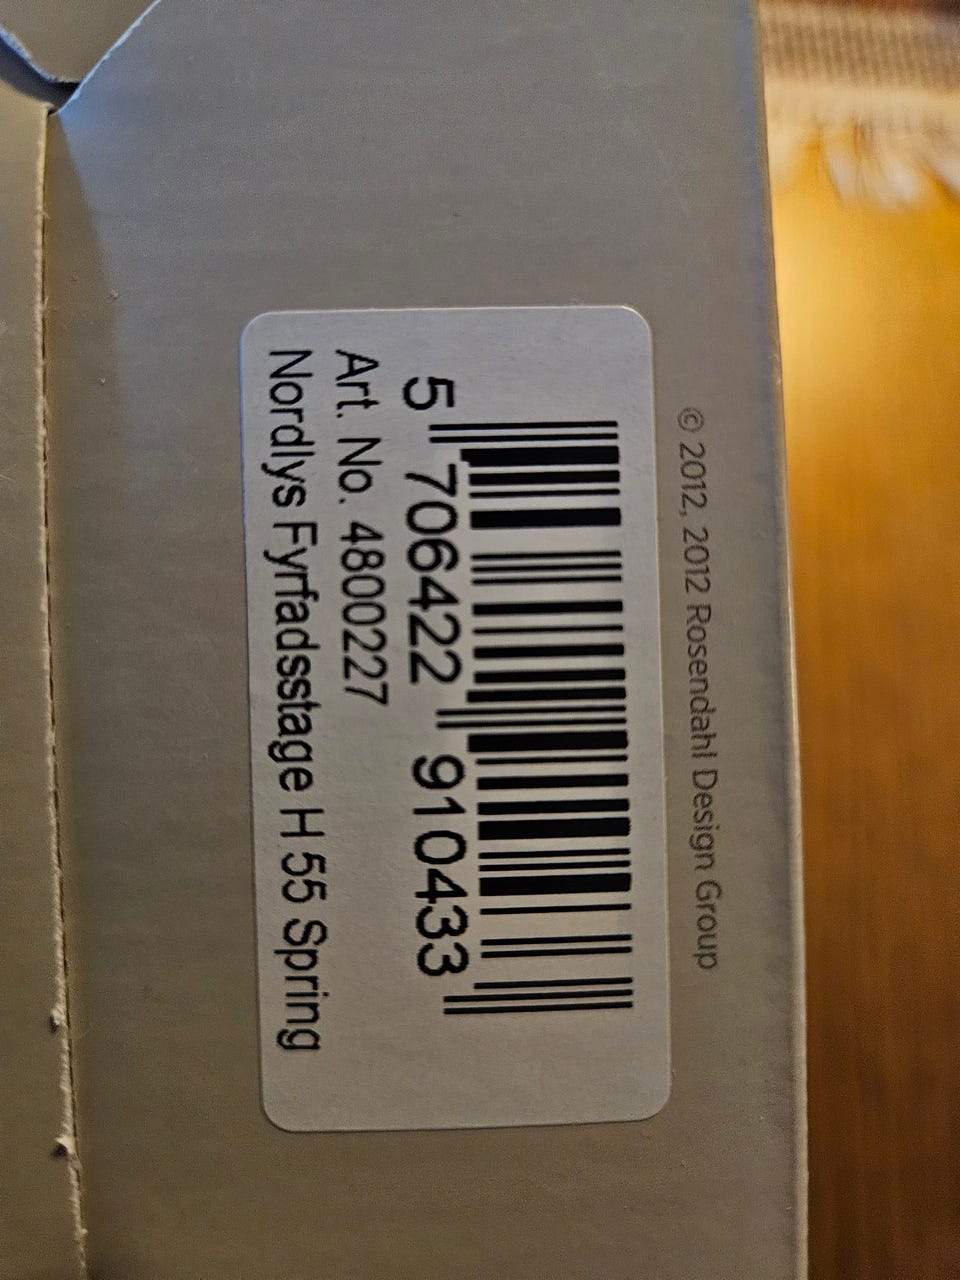 © 2012, 2012 Rosendahl Design Group
5 706422 910433
Art. No. 4800227
Nordlys Fyrfadsstage H 55 Spring